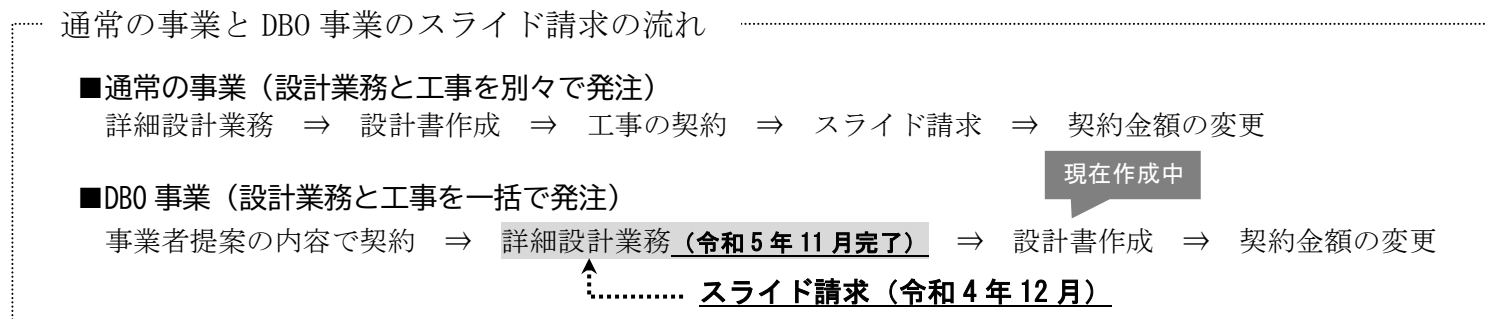 通常の事業と DBO 事業のスライド請求の流れ
■通常の事業（設計業務と工事を別々で発注）
詳細設計業務 ⇒ 設計書作成 ⇒ 工事の契約 ⇒ スライド請求 ⇒ 契約金額の変更
現在作成中
■DBO 事業（設計業務と工事を一括で発注）
事業者提案の内容で契約 ⇒ 詳細設計業務（令和５年 11 月完了） ⇒ 設計書作成 ⇒ 契約金額の変更
スライド請求（令和４年 12 月）